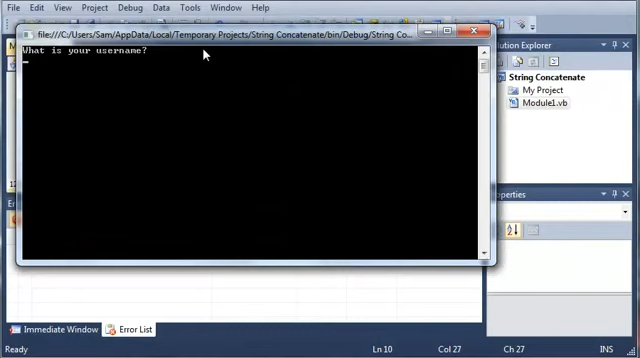 File Edit View Project Debug Data Tools Window Help
file:///C:/Users/Sam/AppData/Local/Temporary Projects/String Concatenate/bin/Debug/String Co...
What is your username?
Solution Explorer
String Concatenate
My Project
Module1.vb
Properties
Immediate Window Error List
Ready Ln 10 Col 27 Ch 27 INS